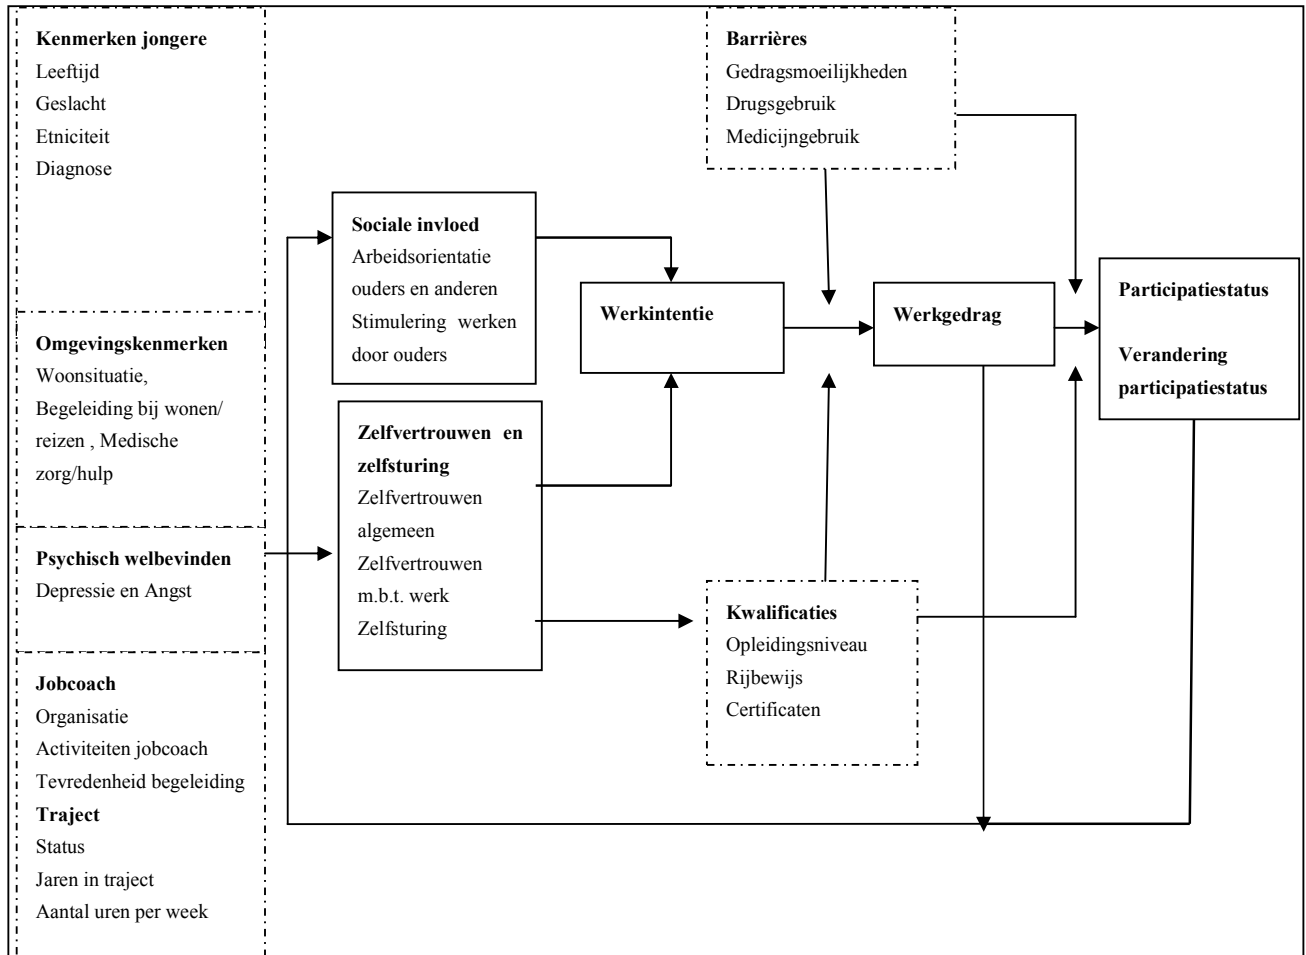 Kenmerken jongere
Leeftijd
Geslacht
Etniciteit
Diagnose
Omgevingskenmerken
Woonsituatie,
Begeleiding bij wonen/
reizen , Medische
zorg/hulp
Psychisch welbevinden
Depressie en Angst
Jobcoach
Organisatie
Activiteiten jobcoach
Tevredenheid begeleiding
Traject
Status
Jaren in traject
Aantal uren per week
Sociale invloed
Arbeidsorientatie
ouders en anderen
Stimulering werken
door ouders
Zelfvertrouwen en
zelfsturing
Zelfvertrouwen
algemeen
Zelfvertrouwen
m.b.t. werk
Zelfsturing
Werkintentie
Barrières
Gedragsmoeilijkheden
Drugsgebruik
Medicijngebruik
Kwalificaties
Opleidingsniveau
Rijbewijs
Certificaten
Werkgedrag
Participatiestatus
Verandering
participatiestatus